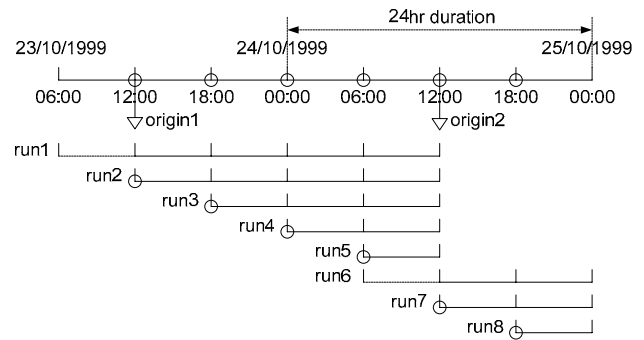 24hr duration
23/10/1999 24/10/1999 25/10/1999
06:00 12:00 18:00 00:00 06:00 12:00 18:00 00:00
origin1 origin2
run1
run2
run3
run4
run5
run6
run7
run8